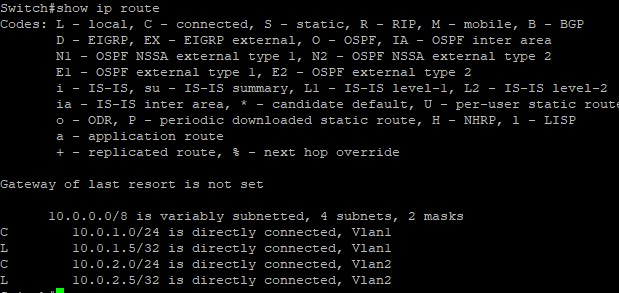 Switch#show ip route
Codes: L - local, C - connected, S - static, R - RIP, M - mobile, B - BGP
D - EIGRP, EX - EIGRP external, O - OSPF, IA - OSPF inter area
N1 - OSPF NSSA external type 1, N2 - OSPF NSSA external type 2
E1 - OSPF external type 1, E2 - OSPF external type 2
i - IS-IS, su - IS-IS summary, L1 - IS-IS level-1, L2 - IS-IS level-2
ia - IS-IS inter area, * - candidate default, U - per-user static route
o - ODR, P - periodic downloaded static route, H - NHRP, l - LISP
a - application route
+ - replicated route, % - next hop override
Gateway of last resort is not set
10.0.0.0/8 is variably subnetted, 4 subnets, 2 masks
C 10.0.1.0/24 is directly connected, Vlan1
L 10.0.1.5/32 is directly connected, Vlan1
C 10.0.2.0/24 is directly connected, Vlan2
L 10.0.2.5/32 is directly connected, Vlan2